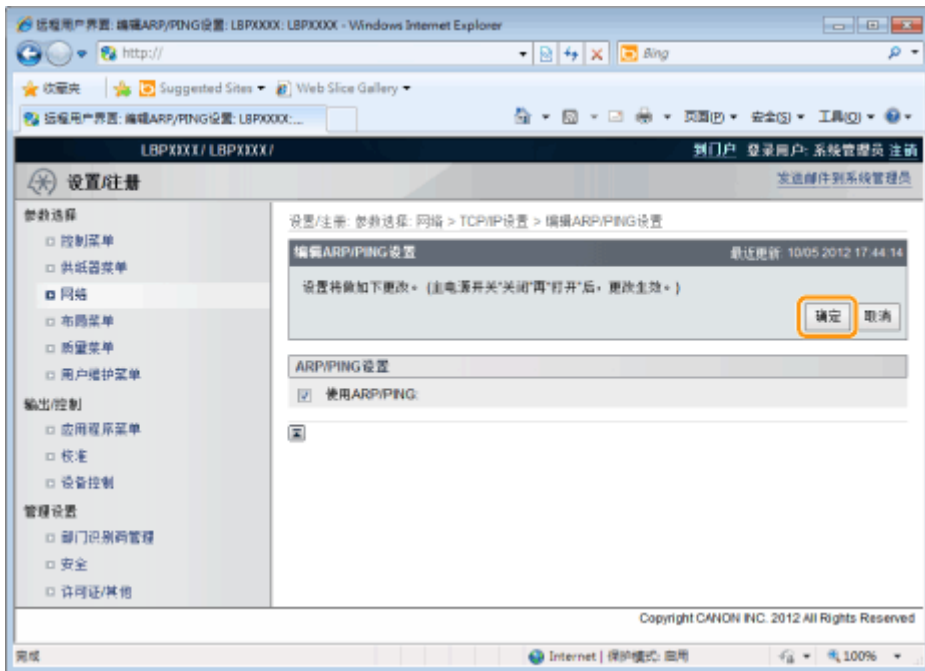 远程用户界面: 编辑ARP/PING设置: LBPXXXX: LBPXXXX - Windows Internet Explorer
http://
Bing
收藏夹 Suggested Sites Web Slice Gallery
远程用户界面: 编辑ARP/PING设置: LBPXXXX:... 页面(P) 安全(S) 工具(O)
LBPXXXX / LBPXXXX / 到门户 登录用户: 系统管理员 注销
设置/注册 发送邮件到系统管理员
参数选择
控制菜单
供纸器菜单
网络
布局菜单
质量菜单
用户维护菜单
输出/控制
应用程序菜单
校准
设备控制
管理设置
部门识别码管理
安全
许可证/其他
设置/注册: 参数选择: 网络 > TCP/IP设置 > 编辑ARP/PING设置
编辑ARP/PING设置 最近更新: 10/05 2012 17:44:14
设置将做如下更改。(主电源开关"关闭"再"打开"后，更改生效。)
确定 取消
ARP/PING设置
使用ARP/PING:
Copyright CANON INC. 2012 All Rights Reserved
完成 Internet | 保护模式: 启用 100%